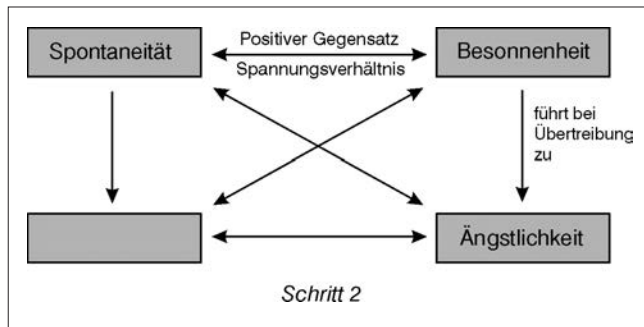 Spontaneität
Positiver Gegensatz
Spannungsverhältnis
Besonnenheit
führt bei
Übertreibung
zu
Ängstlichkeit
Schritt 2